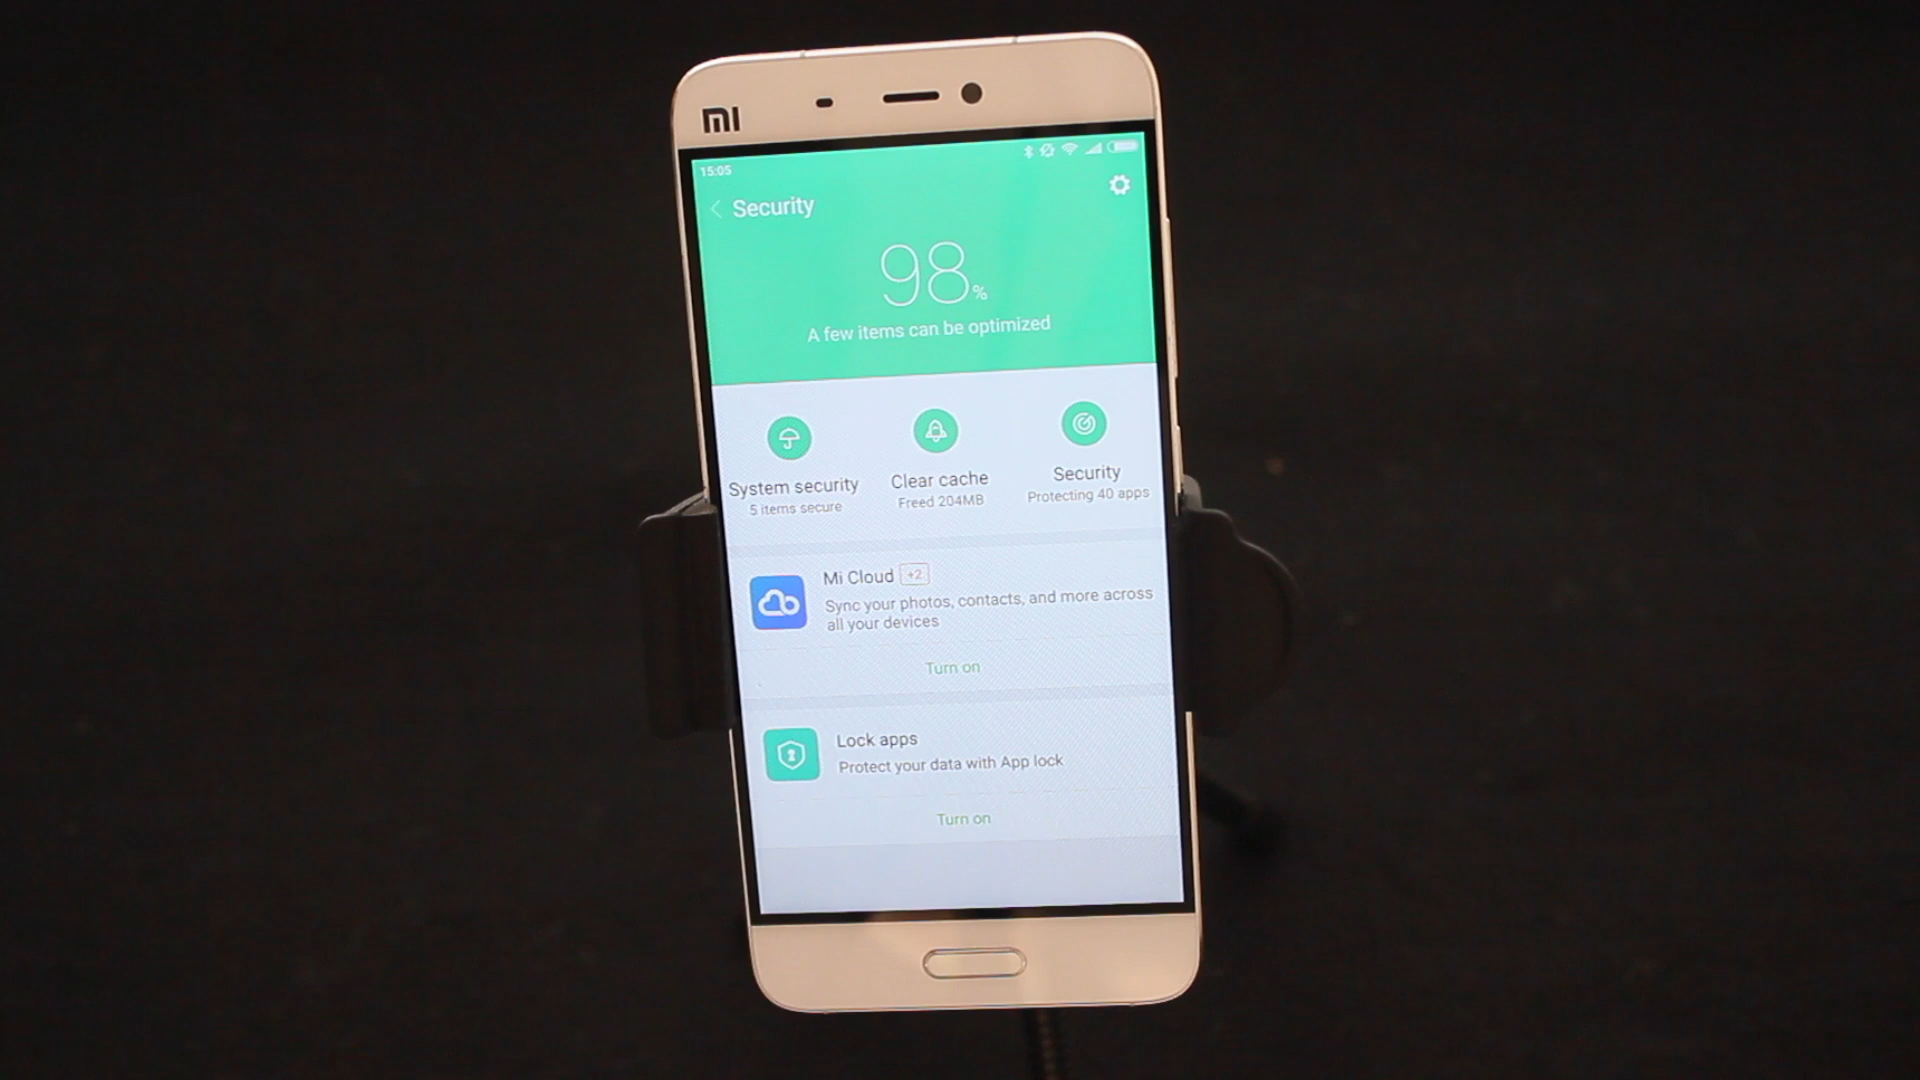 mi
15:05
Security
98%
A few items can be optimized
System security
5 items secure
Clear cache
Freed 204MB
Security
Protecting 40 apps
Mi Cloud +2
Sync your photos, contacts, and more across
all your devices
Turn on
Lock apps
Protect your data with App lock
Turn on